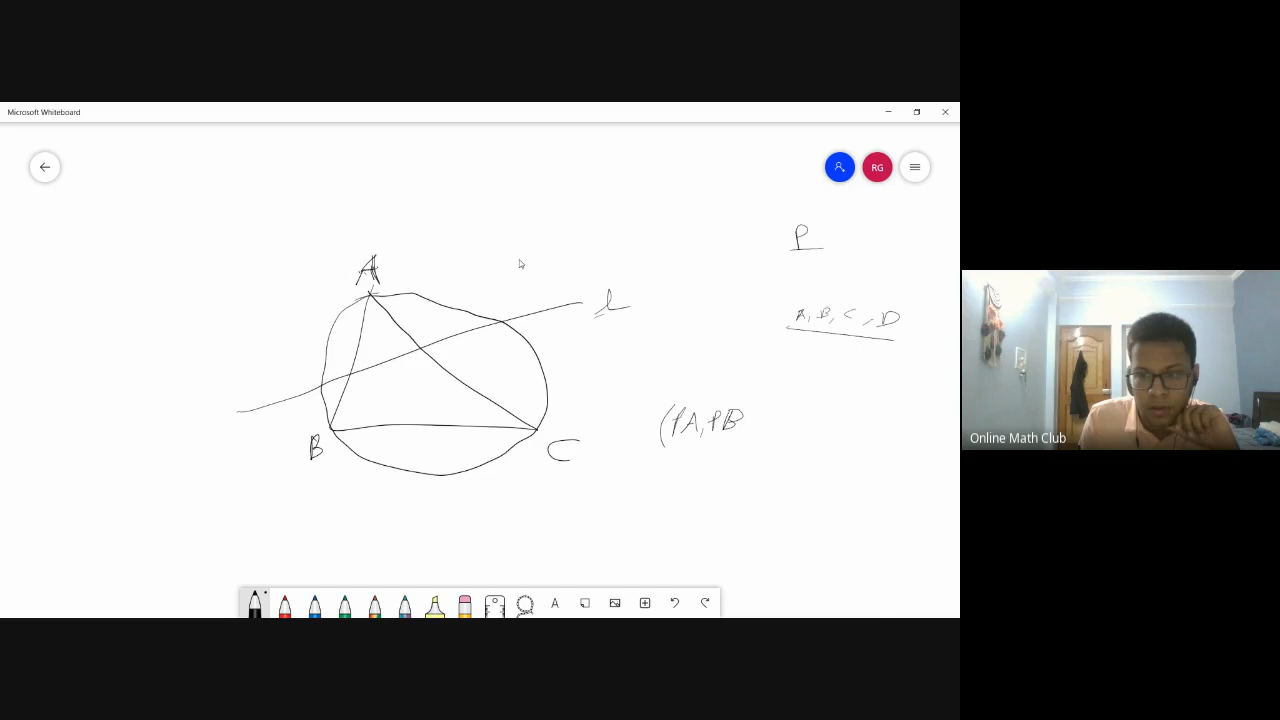 Microsoft Whiteboard
RG
P
A
l
A, B, C, D
(PA, PB
B
C
Online Math Club
A